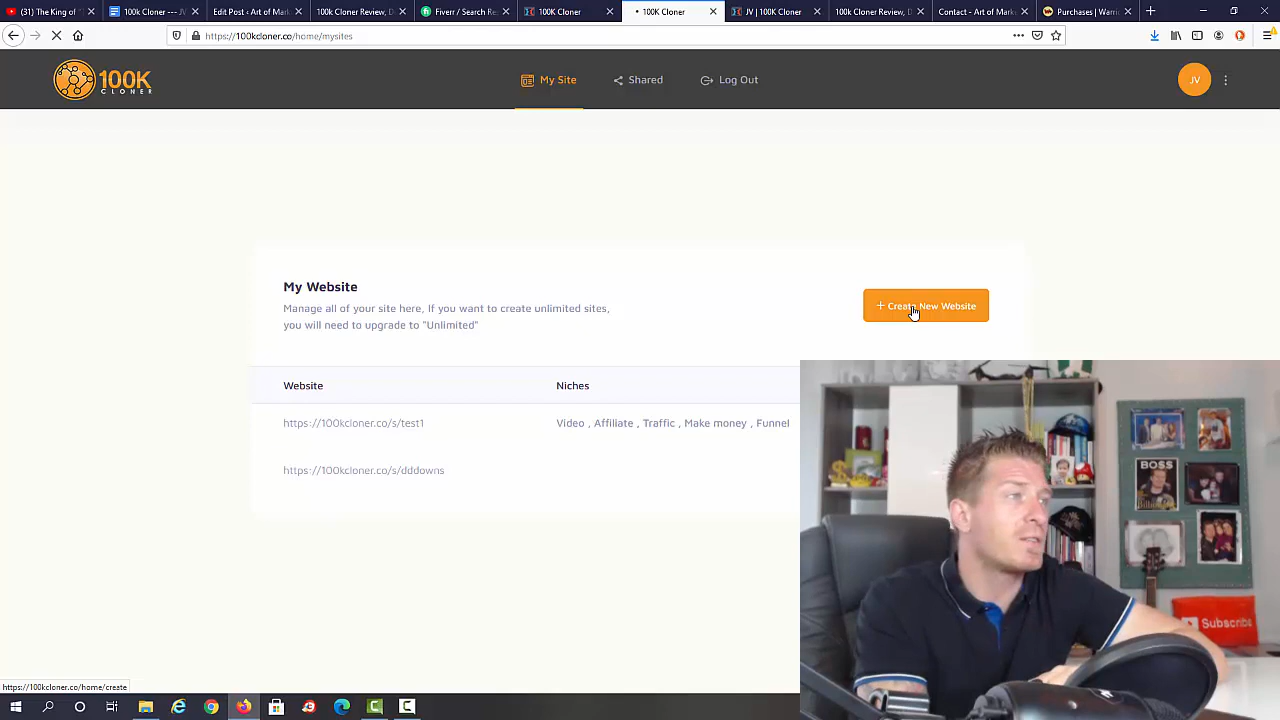 (31) The King of
100k Cloner --- JV
Edit Post ‹ Art of Mark
100k Cloner Review, D
Fiverr / Search Re
100K Cloner
100K Cloner
JV | 100K Cloner
100k Cloner Review, D
Contact - Art of Mark
Purchases | Warri
https://100kcloner.co/home/mysites
100K
CLONER
My Site
Shared
Log Out
JV
My Website
Manage all of your site here, If you want to create unlimited sites,
you will need to upgrade to "Unlimited"
+ Create New Website
Website
Niches
https://100kcloner.co/s/test1
Video , Affiliate , Traffic , Make money , Funnel
https://100kcloner.co/s/dddowns
BOSS
Subscribe
https://100kcloner.co/home/create